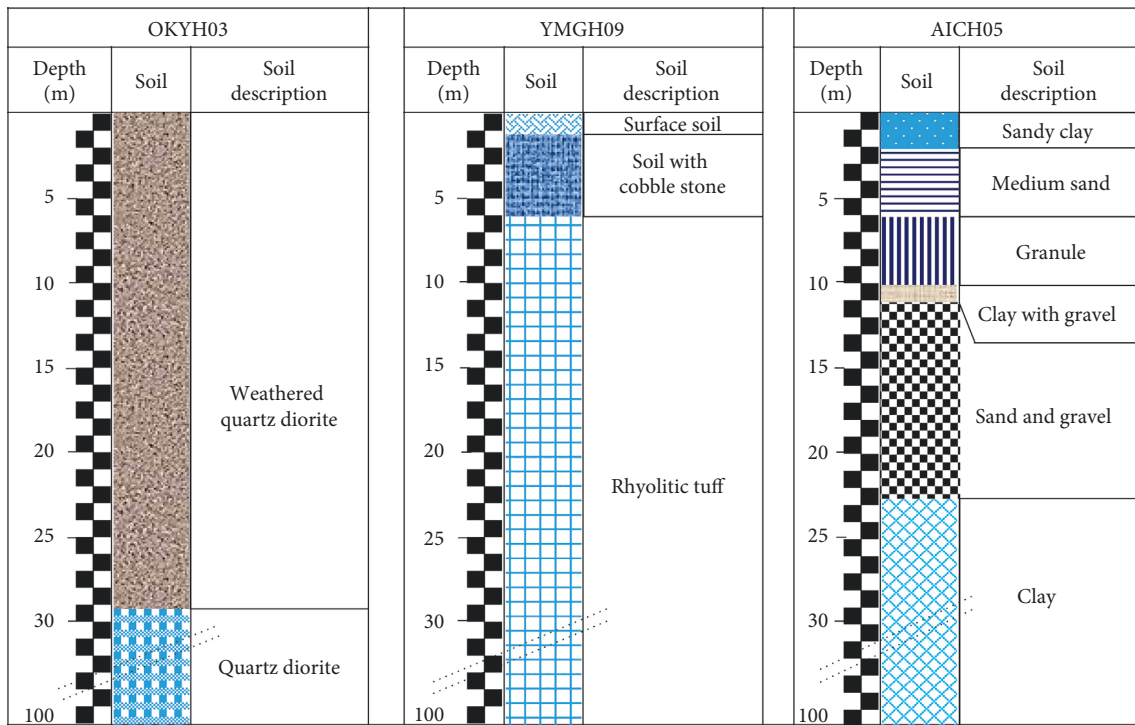 OKYH03
Depth
(m)
Soil
Soil
description
5
10
15
20
25
30
100
Weathered
quartz diorite
Quartz diorite
YMGH09
Depth
(m)
Soil
Soil
description
5
10
15
20
25
30
100
Surface soil
Soil with
cobble stone
Rhyolitic tuff
AICH05
Depth
(m)
Soil
Soil
description
5
10
15
20
25
30
100
Sandy clay
Medium sand
Granule
Clay with gravel
Sand and gravel
Clay